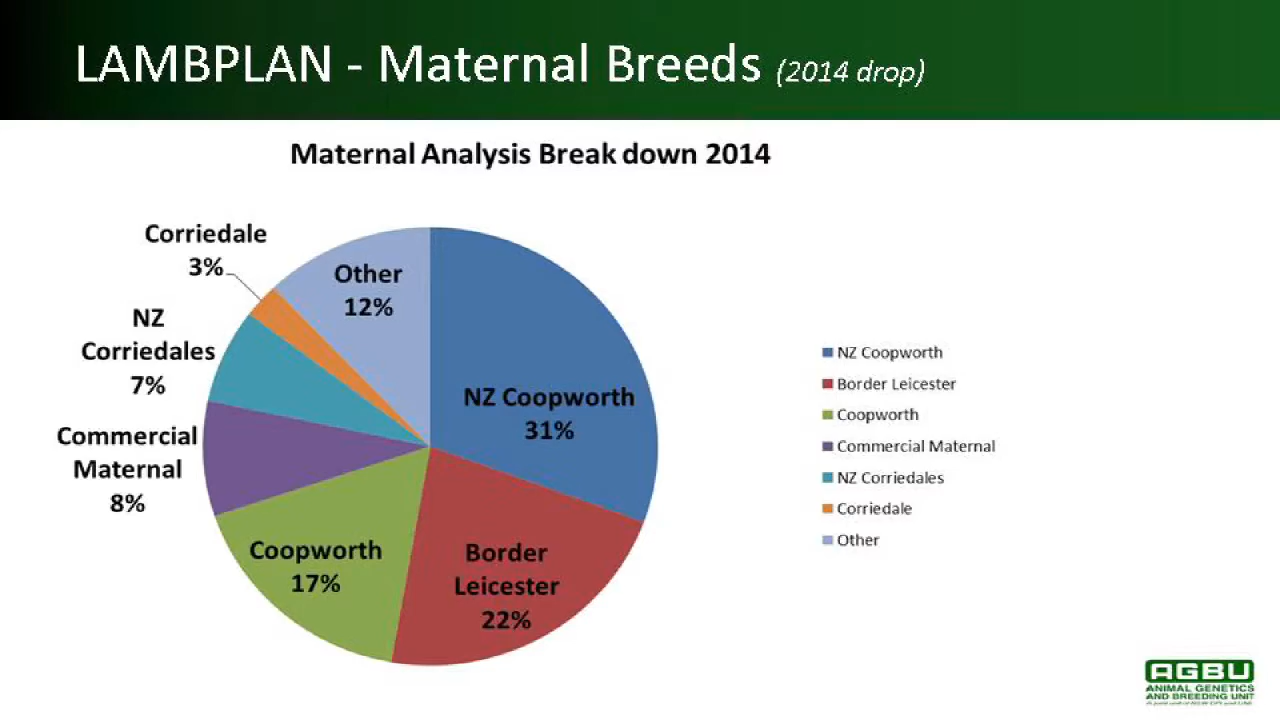 LAMBPLAN - Maternal Breeds (2014 drop)
Maternal Analysis Break down 2014
Corriedale
3%
Other
12%
NZ
Corriedales
7%
NZ Coopworth
31%
Commercial
Maternal
8%
Coopworth
17%
Border
Leicester
22%
NZ Coopworth
Border Leicester
Coopworth
Commercial Maternal
NZ Corriedales
Corriedale
Other
AGBU
ANIMAL GENETICS
AND BREEDING UNIT